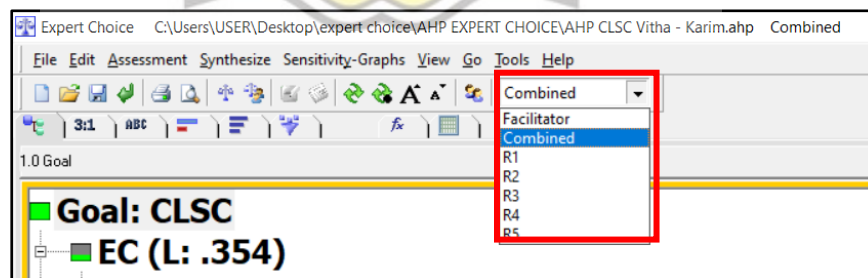 Expert Choice C:\Users\USER\Desktop\expert choice\AHP EXPERT CHOICE\AHP CLSC Vitha - Karim.ahp Combined
File Edit Assessment Synthesize Sensitivity-Graphs View Go Tools Help
A A Combined
3:1 ABC fx
Facilitator
Combined
R1
R2
R3
R4
R5
1.0 Goal
Goal: CLSC
EC (L: .354)